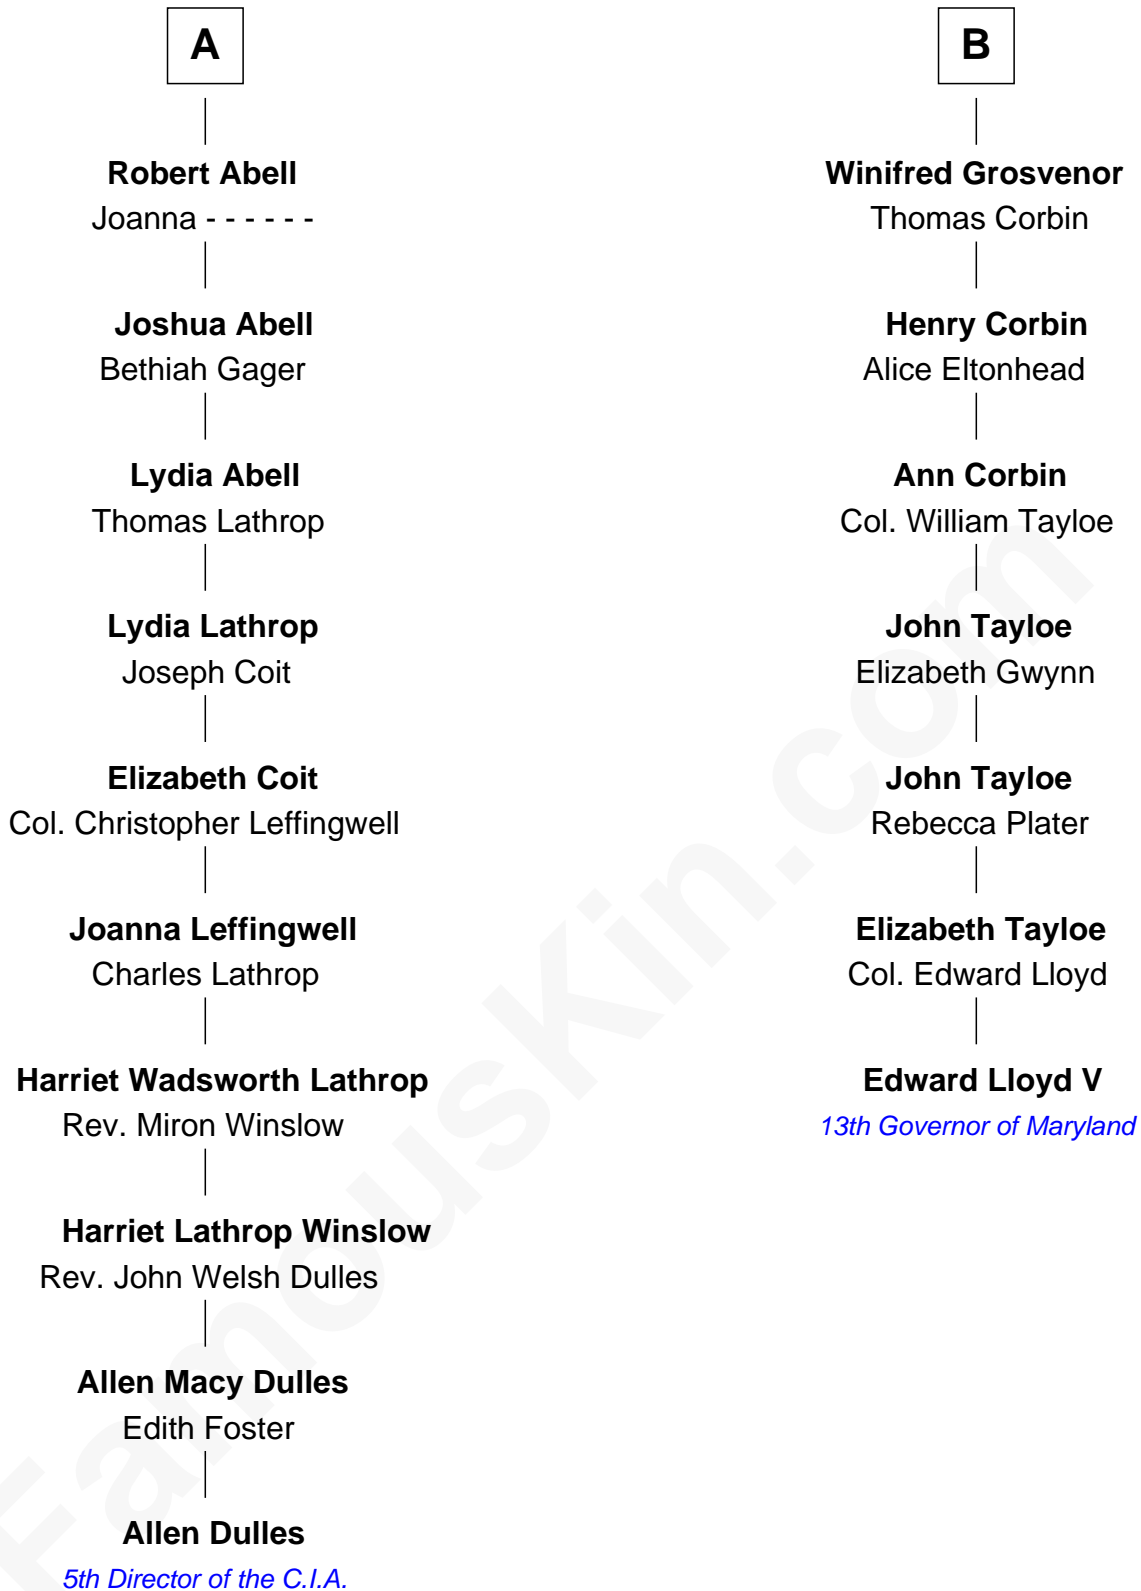 A
Robert Abell
Joanna - - - - - -
Joshua Abell
Bethiah Gager
Lydia Abell
Thomas Lathrop
Lydia Lathrop
Joseph Coit
Elizabeth Coit
Col. Christopher Leffingwell
Joanna Leffingwell
Charles Lathrop
Harriet Wadsworth Lathrop
Rev. Miron Winslow
Harriet Lathrop Winslow
Rev. John Welsh Dulles
Allen Macy Dulles
Edith Foster
Allen Dulles
5th Director of the C.I.A.
B
Winifred Grosvenor
Thomas Corbin
Henry Corbin
Alice Eltonhead
Ann Corbin
Col. William Tayloe
John Tayloe
Elizabeth Gwynn
John Tayloe
Rebecca Plater
Elizabeth Tayloe
Col. Edward Lloyd
Edward Lloyd V
13th Governor of Maryland
FamousKin.com